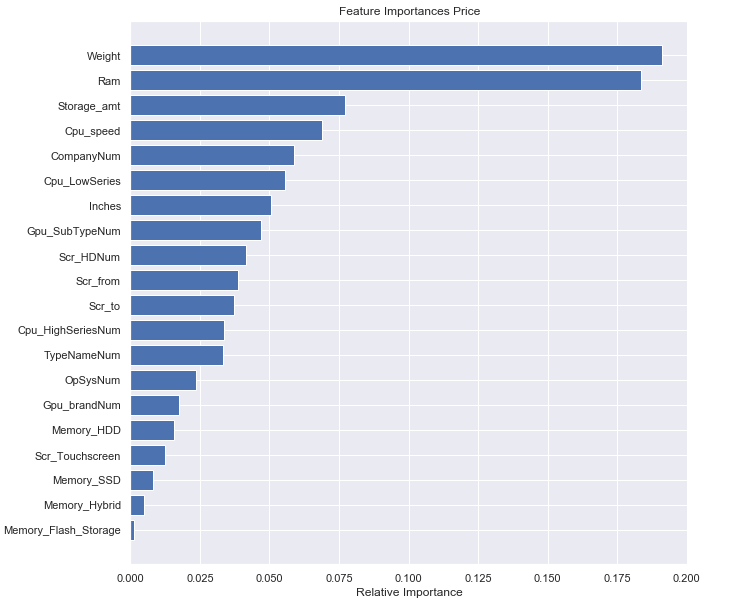 Feature Importances Price
Weight
Ram
Storage_amt
Cpu_speed
CompanyNum
Cpu_LowSeries
Inches
Gpu_SubTypeNum
Scr_HDNum
Scr_from
Scr_to
Cpu_HighSeriesNum
TypeNameNum
OpSysNum
Gpu_brandNum
Memory_HDD
Scr_Touchscreen
Memory_SSD
Memory_Hybrid
Memory_Flash_Storage
0.000 0.025 0.050 0.075 0.100 0.125 0.150 0.175 0.200
Relative Importance